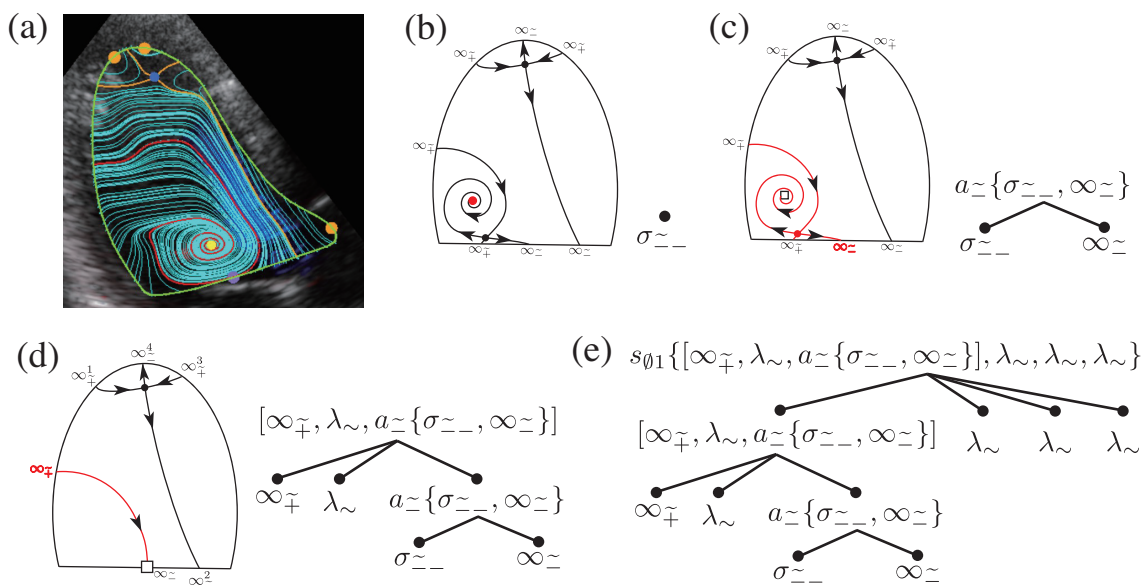 (a)
(b)
∞≃
∞∼+
∞∼+
∞∼+
∞∼+
∞≃
∞≃
σ∼−−
(c)
∞≃
∞∼+
∞∼+
∞∼+
∞∼+
∞≃
∞≃
a≃{σ∼−−, ∞≃}
σ∼−−
∞≃
(d)
∞⁴≃
∞¹∼+
∞³∼+
∞∼+
∞≃
∞²≃
[∞∼+, λ∼, a≃{σ∼−−, ∞≃}]
∞∼+ λ∼ a≃{σ∼−−, ∞≃}
σ∼−− ∞≃
(e)
s∅1{[∞∼+, λ∼, a≃{σ∼−−, ∞≃}], λ∼, λ∼, λ∼}
[∞∼+, λ∼, a≃{σ∼−−, ∞≃}] λ∼ λ∼ λ∼
∞∼+ λ∼ a≃{σ∼−−, ∞≃}
σ∼−− ∞≃